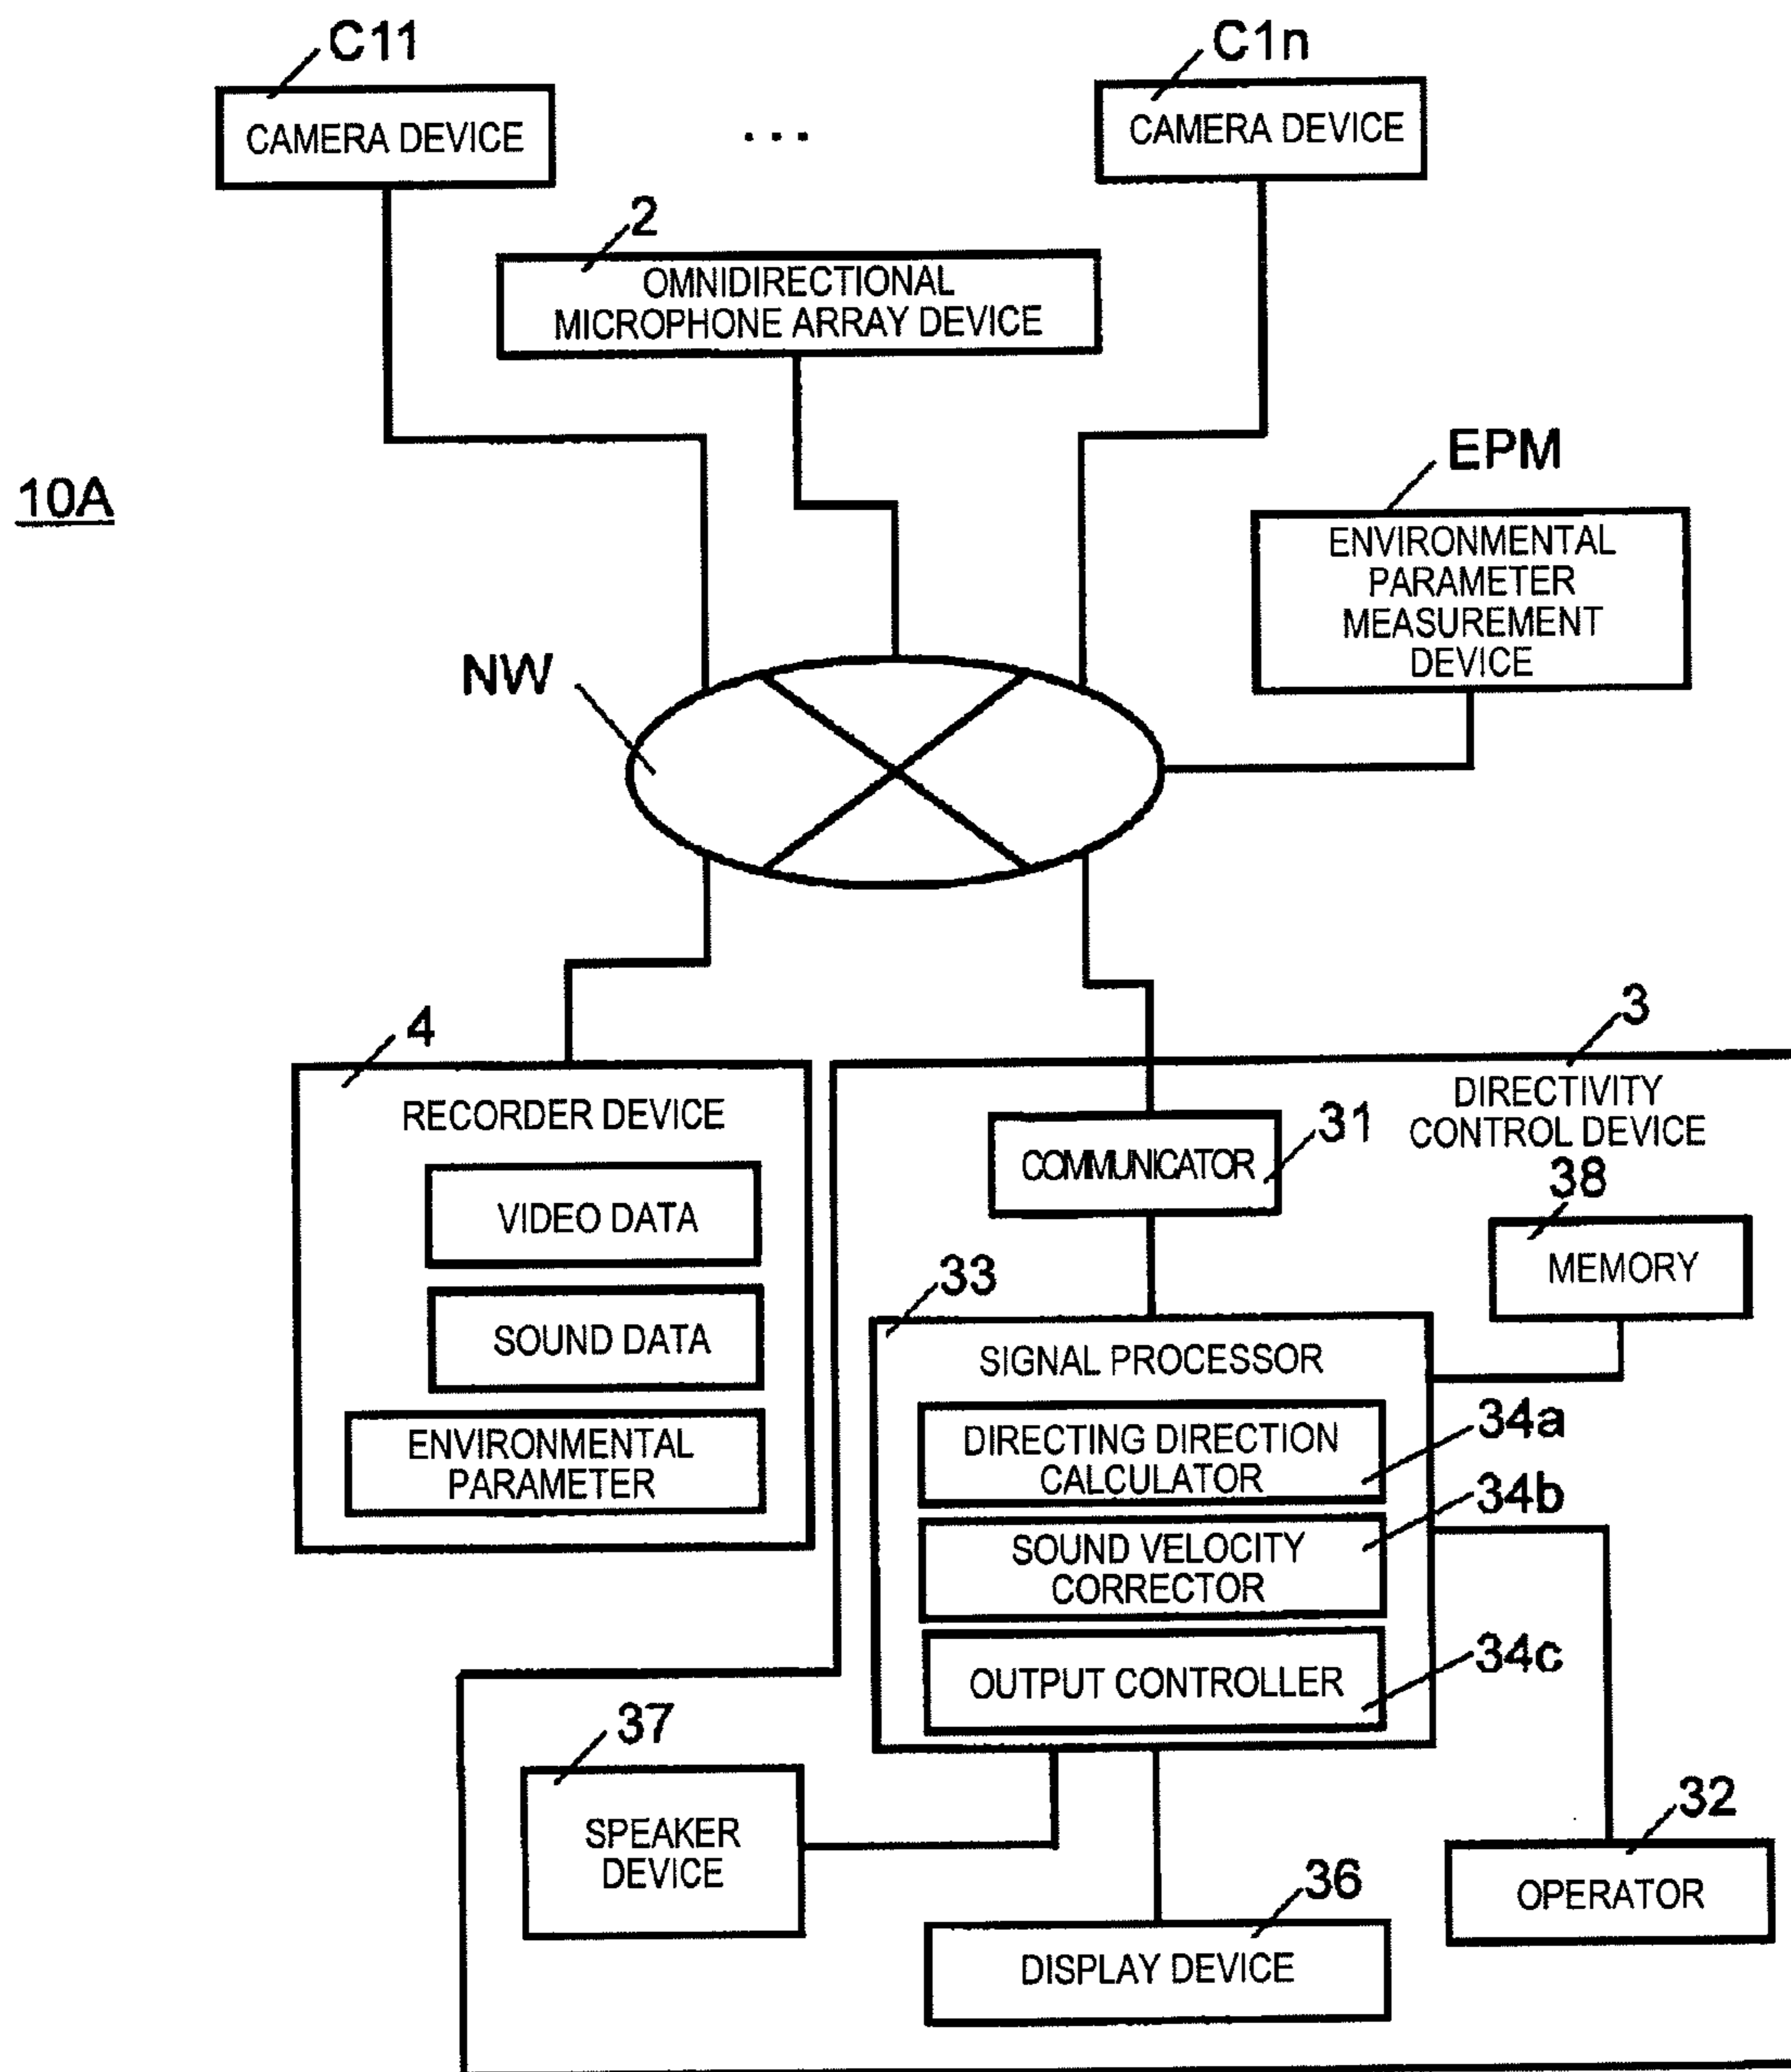 C11
C1n
CAMERA DEVICE
...
CAMERA DEVICE
2
OMNIDIRECTIONAL
MICROPHONE ARRAY DEVICE
EPM
10A
ENVIRONMENTAL
PARAMETER
MEASUREMENT
DEVICE
NW
4
3
RECORDER DEVICE
DIRECTIVITY
CONTROL DEVICE
31
COMMUNICATOR
38
VIDEO DATA
MEMORY
33
SOUND DATA
SIGNAL PROCESSOR
ENVIRONMENTAL
PARAMETER
DIRECTING DIRECTION
CALCULATOR
34a
SOUND VELOCITY
CORRECTOR
34b
OUTPUT CONTROLLER
34c
37
SPEAKER
DEVICE
32
OPERATOR
36
DISPLAY DEVICE